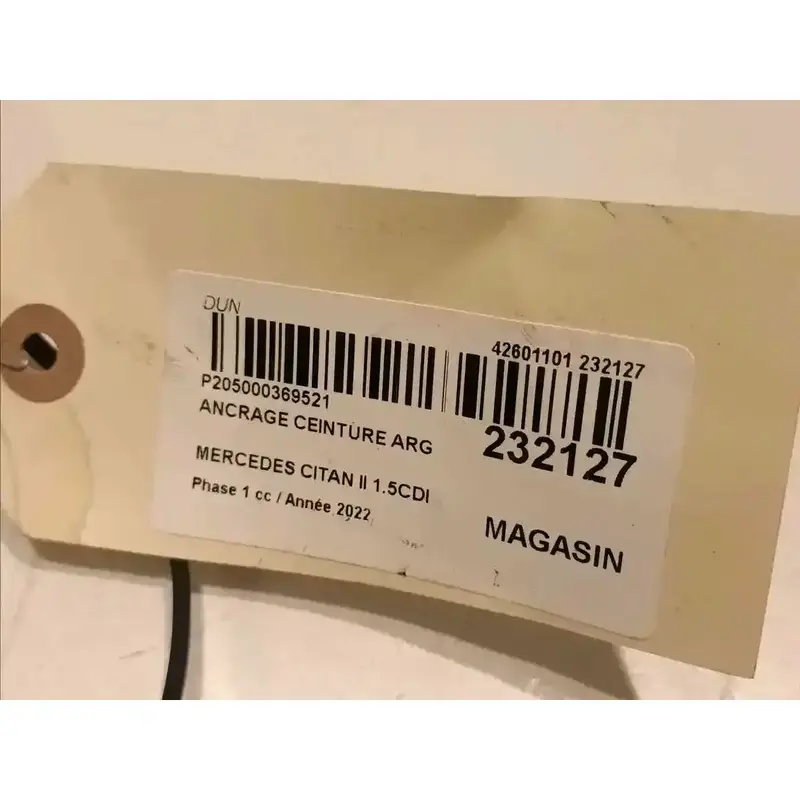 DUN
42601101 232127
P205000369521
ANCRAGE CEINTURE ARG
232127
MERCEDES CITAN II 1.5CDI
Phase 1 cc / Année 2022
MAGASIN